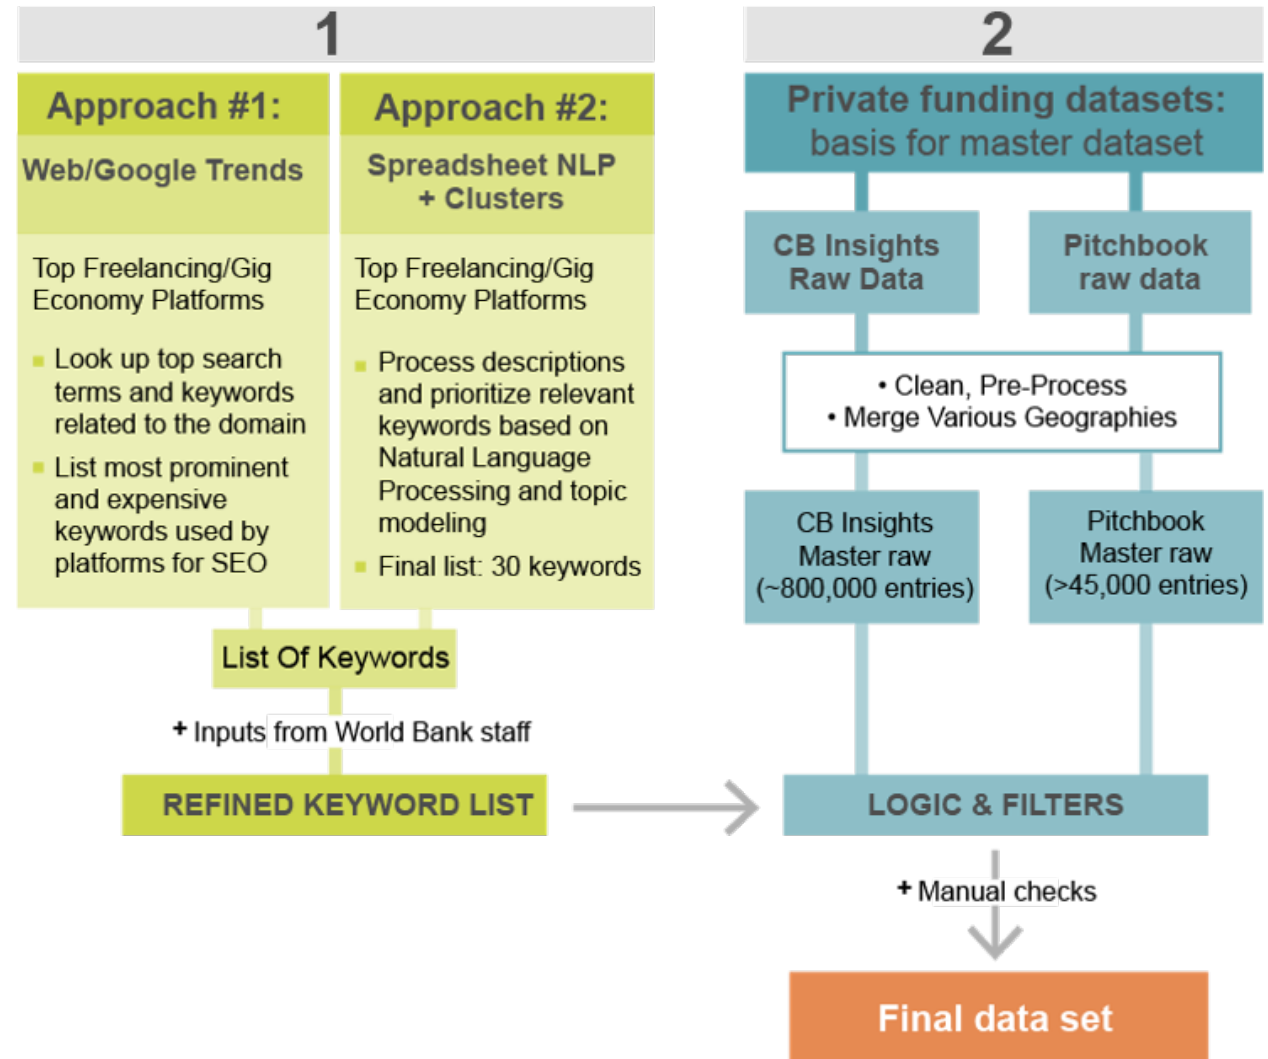 1
Approach #1:
Web/Google Trends
Top Freelancing/Gig
Economy Platforms
▪ Look up top search
terms and keywords
related to the domain
▪ List most prominent
and expensive
keywords used by
platforms for SEO
Approach #2:
Spreadsheet NLP
+ Clusters
Top Freelancing/Gig
Economy Platforms
▪ Process descriptions
and prioritize relevant
keywords based on
Natural Language
Processing and topic
modeling
▪ Final list: 30 keywords
List Of Keywords
+ Inputs from World Bank staff
REFINED KEYWORD LIST
2
Private funding datasets:
basis for master dataset
CB Insights
Raw Data
Pitchbook
raw data
• Clean, Pre-Process
• Merge Various Geographies
CB Insights
Master raw
(~800,000 entries)
Pitchbook
Master raw
(>45,000 entries)
LOGIC & FILTERS
+ Manual checks
Final data set